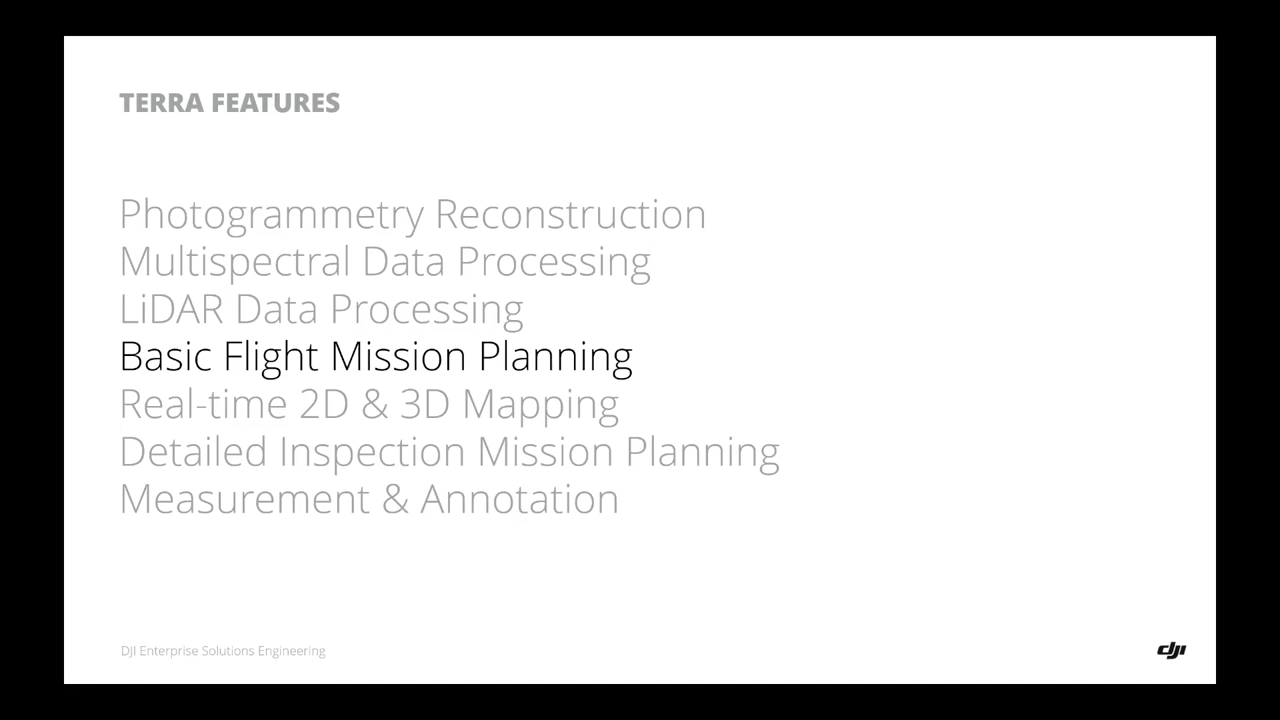 TERRA FEATURES
Photogrammetry Reconstruction
Multispectral Data Processing
LiDAR Data Processing
Basic Flight Mission Planning
Real-time 2D & 3D Mapping
Detailed Inspection Mission Planning
Measurement & Annotation
DJI Enterprise Solutions Engineering
dji